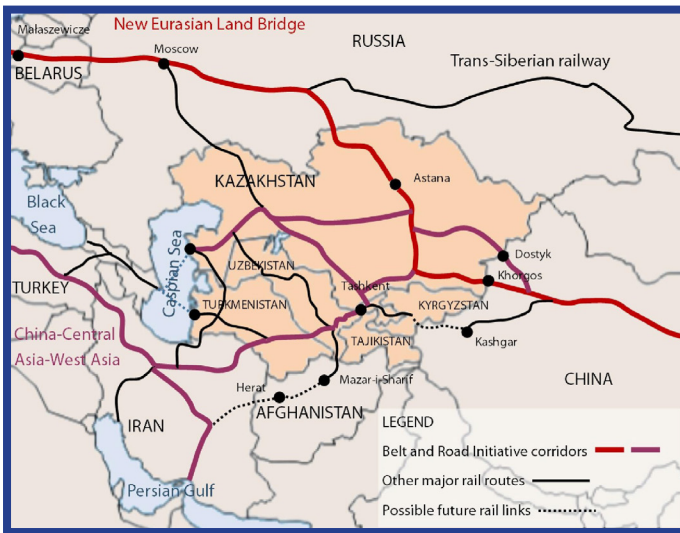 New Eurasian Land Bridge
Małaszewicze
Moscow
RUSSIA
BELARUS
Trans-Siberian railway
KAZAKHSTAN
Astana
Black
Sea
Caspian Sea
Dostyk
UZBEKISTAN
Khorgos
TURKEY
Tashkent
TURKMENISTAN
KYRGYZSTAN
China-Central
Asia-West Asia
TAJIKISTAN
Kashgar
CHINA
Herat
Mazar-i-Sharif
AFGHANISTAN
IRAN
Persian Gulf
LEGEND
Belt and Road Initiative corridors
Other major rail routes
Possible future rail links